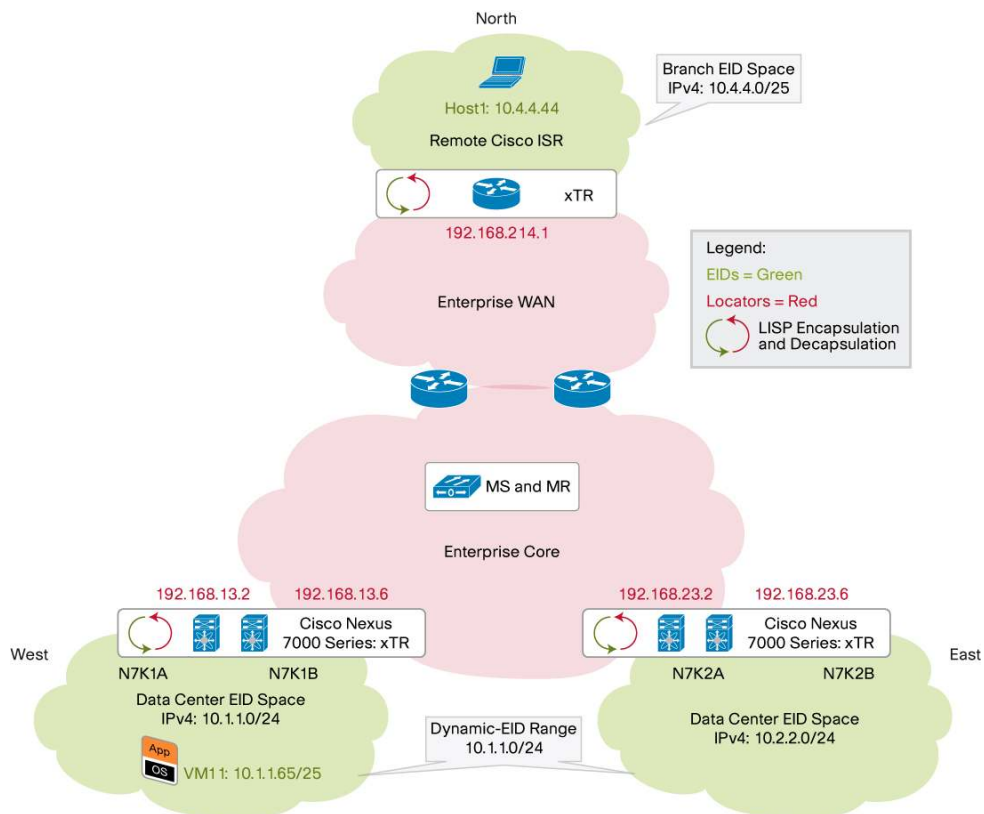 North
Branch EID Space
IPv4: 10.4.4.0/25
Host1: 10.4.4.44
Remote Cisco ISR
xTR
192.168.214.1
Legend:
EIDs = Green
Locators = Red
LISP Encapsulation
and Decapsulation
Enterprise WAN
MS and MR
Enterprise Core
192.168.13.2
192.168.13.6
192.168.23.2
192.168.23.6
Cisco Nexus
7000 Series: xTR
Cisco Nexus
7000 Series: xTR
West
East
N7K1A
N7K1B
N7K2A
N7K2B
Data Center EID Space
IPv4: 10.1.1.0/24
Data Center EID Space
IPv4: 10.2.2.0/24
Dynamic-EID Range
10.1.1.0/24
App
OS
VM11: 10.1.1.65/25